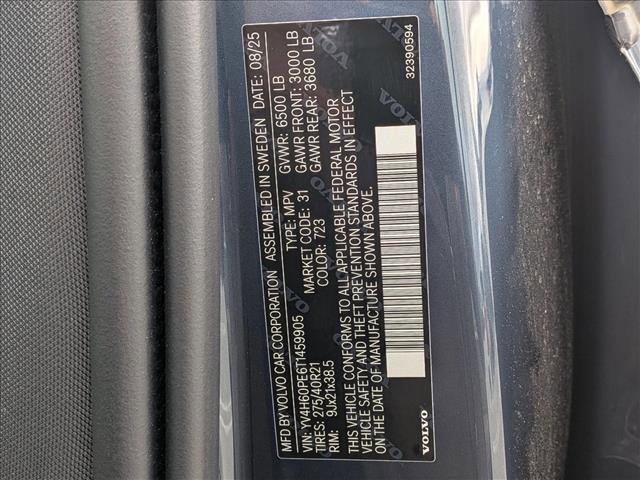 MFD BY VOLVO CAR CORPORATION ASSEMBLED IN SWEDEN DATE: 08/25
VIN: YV4H60PE6T1459905 TYPE: MPV GVWR: 6500 LB
TIRES: 275/40R21 MARKET CODE: 31 GAWR FRONT: 3000 LB
RIM: 9Jx21x38.5 COLOR: 723 GAWR REAR: 3680 LB
THIS VEHICLE CONFORMS TO ALL APPLICABLE FEDERAL MOTOR
VEHICLE SAFETY AND THEFT PREVENTION STANDARDS IN EFFECT
ON THE DATE OF MANUFACTURE SHOWN ABOVE.
VOLVO 32390594